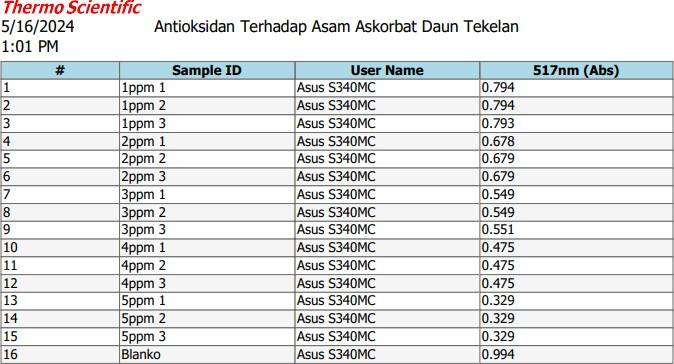 Thermo Scientific
5/16/2024 Antioksidan Terhadap Asam Askorbat Daun Tekelan
1:01 PM
# Sample ID User Name 517nm (Abs)
1 1ppm 1 Asus S340MC 0.794
2 1ppm 2 Asus S340MC 0.794
3 1ppm 3 Asus S340MC 0.793
4 2ppm 1 Asus S340MC 0.678
5 2ppm 2 Asus S340MC 0.679
6 2ppm 3 Asus S340MC 0.679
7 3ppm 1 Asus S340MC 0.549
8 3ppm 2 Asus S340MC 0.549
9 3ppm 3 Asus S340MC 0.551
10 4ppm 1 Asus S340MC 0.475
11 4ppm 2 Asus S340MC 0.475
12 4ppm 3 Asus S340MC 0.475
13 5ppm 1 Asus S340MC 0.329
14 5ppm 2 Asus S340MC 0.329
15 5ppm 3 Asus S340MC 0.329
16 Blanko Asus S340MC 0.994